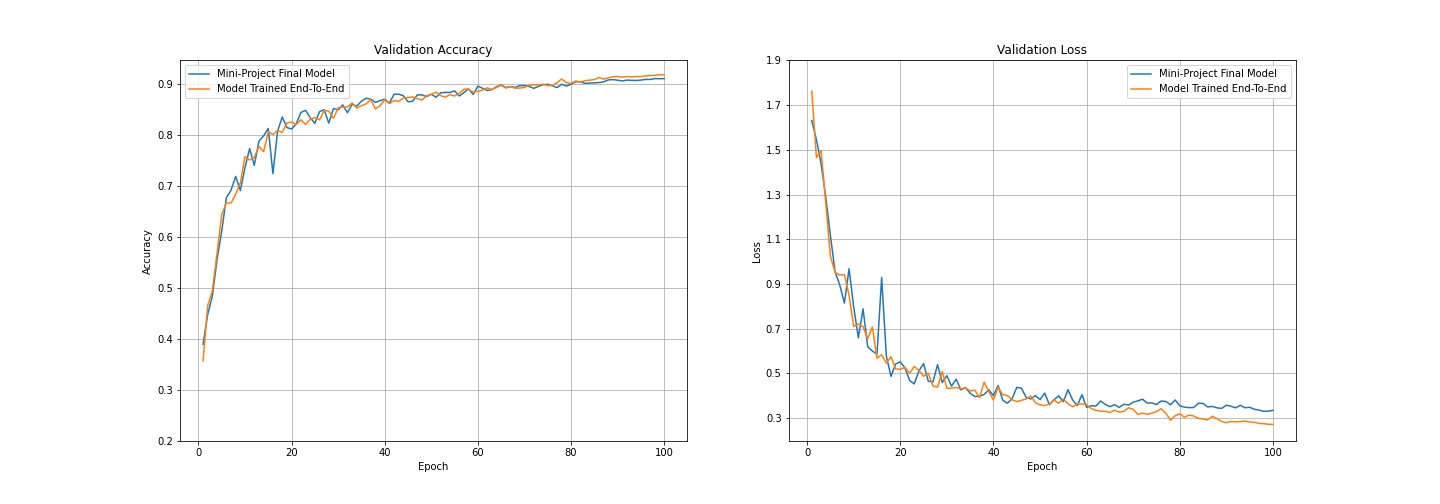 Validation Accuracy
Mini-Project Final Model
Model Trained End-To-End
0.9
0.8
0.7
0.6
0.5
0.4
0.3
0.2
Accuracy
0 20 40 60 80 100
Epoch
Validation Loss
Mini-Project Final Model
Model Trained End-To-End
1.9
1.7
1.5
1.3
1.1
0.9
0.7
0.5
0.3
Loss
0 20 40 60 80 100
Epoch